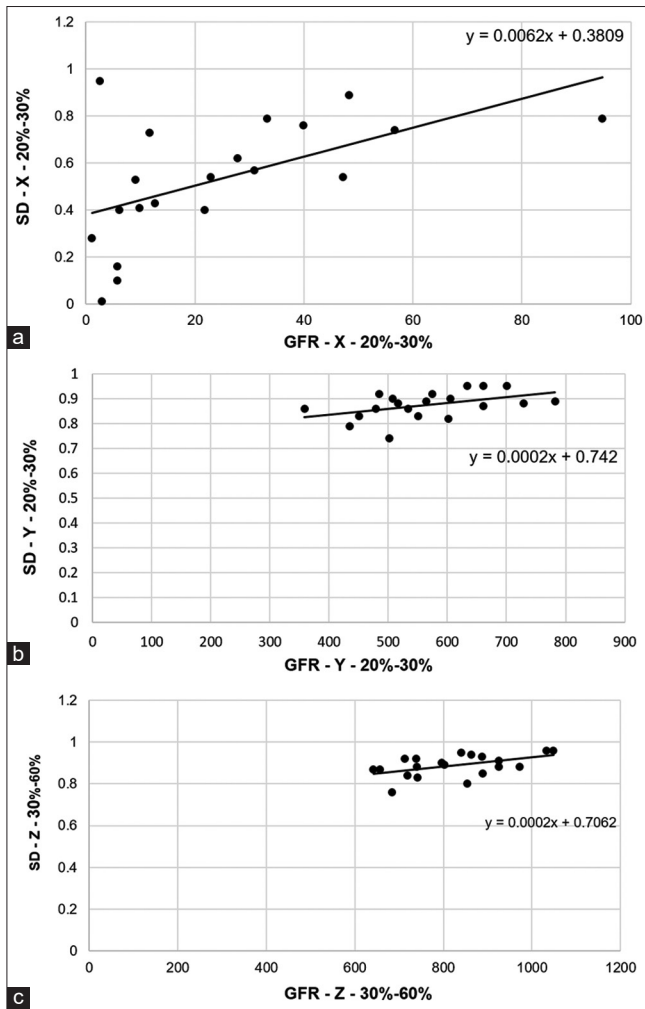 1.2
y = 0.0062x + 0.3809
1
0.8
0.6
0.4
0.2
0
0 20 40 60 80 100
SD - X - 20%-30%
GFR - X - 20%-30%
a
1
0.9
0.8
0.7
0.6
0.5
0.4
0.3
0.2
0.1
0
y = 0.0002x + 0.742
0 100 200 300 400 500 600 700 800 900
SD - Y - 20%-30%
GFR - Y - 20%-30%
b
1.2
1
0.8
0.6
0.4
0.2
0
y = 0.0002x + 0.7062
0 200 400 600 800 1000 1200
SD - Z - 30%-60%
GFR - Z - 30%-60%
c